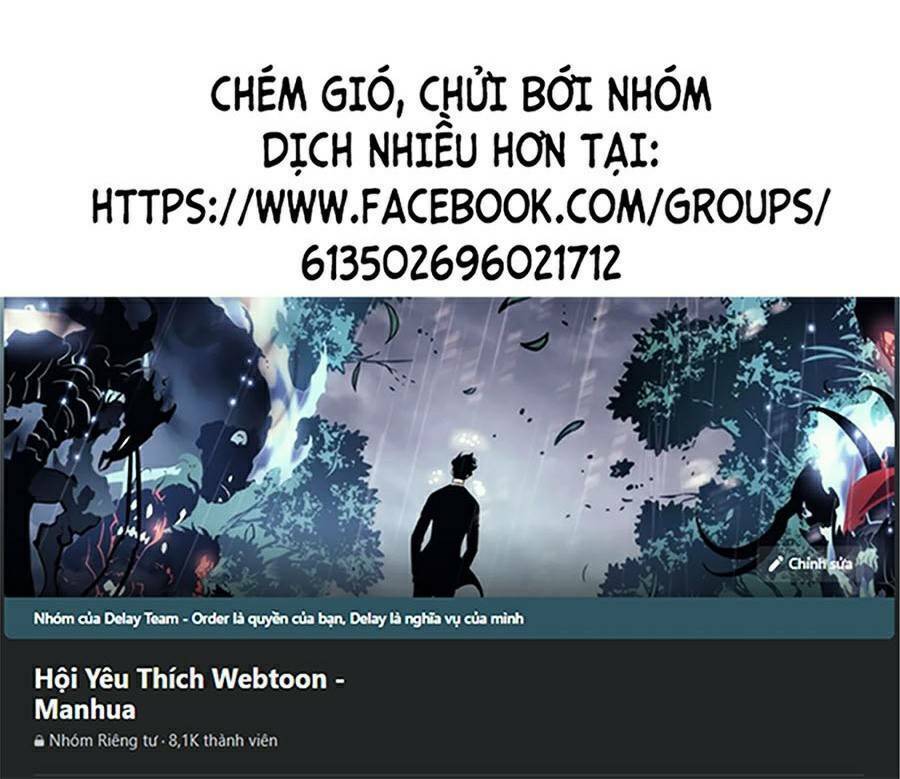 CHÉM GIÓ, CHỬI BỚI NHÓM
DỊCH NHIỀU HƠN TẠI:
HTTPS://WWW.FACEBOOK.COM/GROUPS/
613502696021712
Chỉnh sửa
Nhóm của Delay Team - Order là quyền của bạn, Delay là nghĩa vụ của mình
Hội Yêu Thích Webtoon -
Manhua
Nhóm Riêng tư · 8,1K thành viên